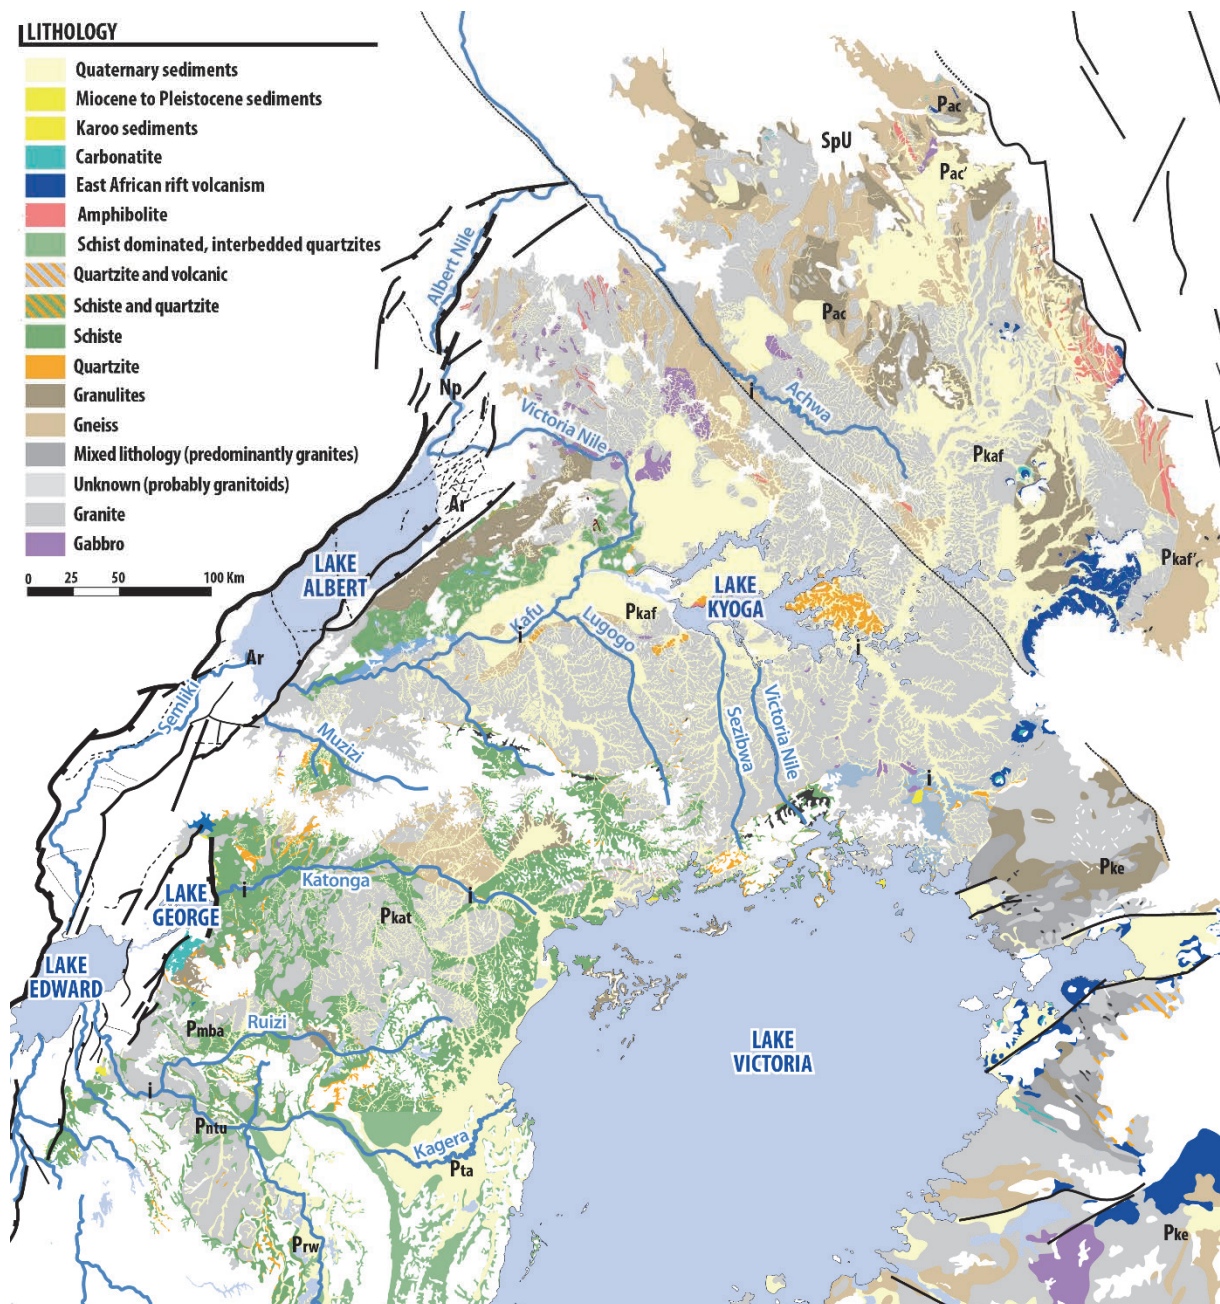 LITHOLOGY
Quaternary sediments
Miocene to Pleistocene sediments
Karoo sediments
Carbonatite
East African rift volcanism
Amphibolite
Schist dominated, interbedded quartzites
Quartzite and volcanic
Schiste and quartzite
Schiste
Quartzite
Granulites
Gneiss
Mixed lithology (predominantly granites)
Unknown (probably granitoids)
Granite
Gabbro
0 25 50 100 Km
Pac
SpU
Pac'
Albert Nile
Pac
Np
i
Achwa
Victoria Nile
Pkaf
Ar
LAKE
ALBERT
Pkaf'
LAKE
KYOGA
Kafu
i
Lugogo
Pkaf
i
Ar
Semliki
Muzizi
Sezibwa
Victoria Nile
i
Pke
LAKE
GEORGE
i
Katonga
i
Pkat
LAKE
EDWARD
Pmba
Ruizi
LAKE
VICTORIA
i
Pntu
Kagera
Pta
Prw
Pke